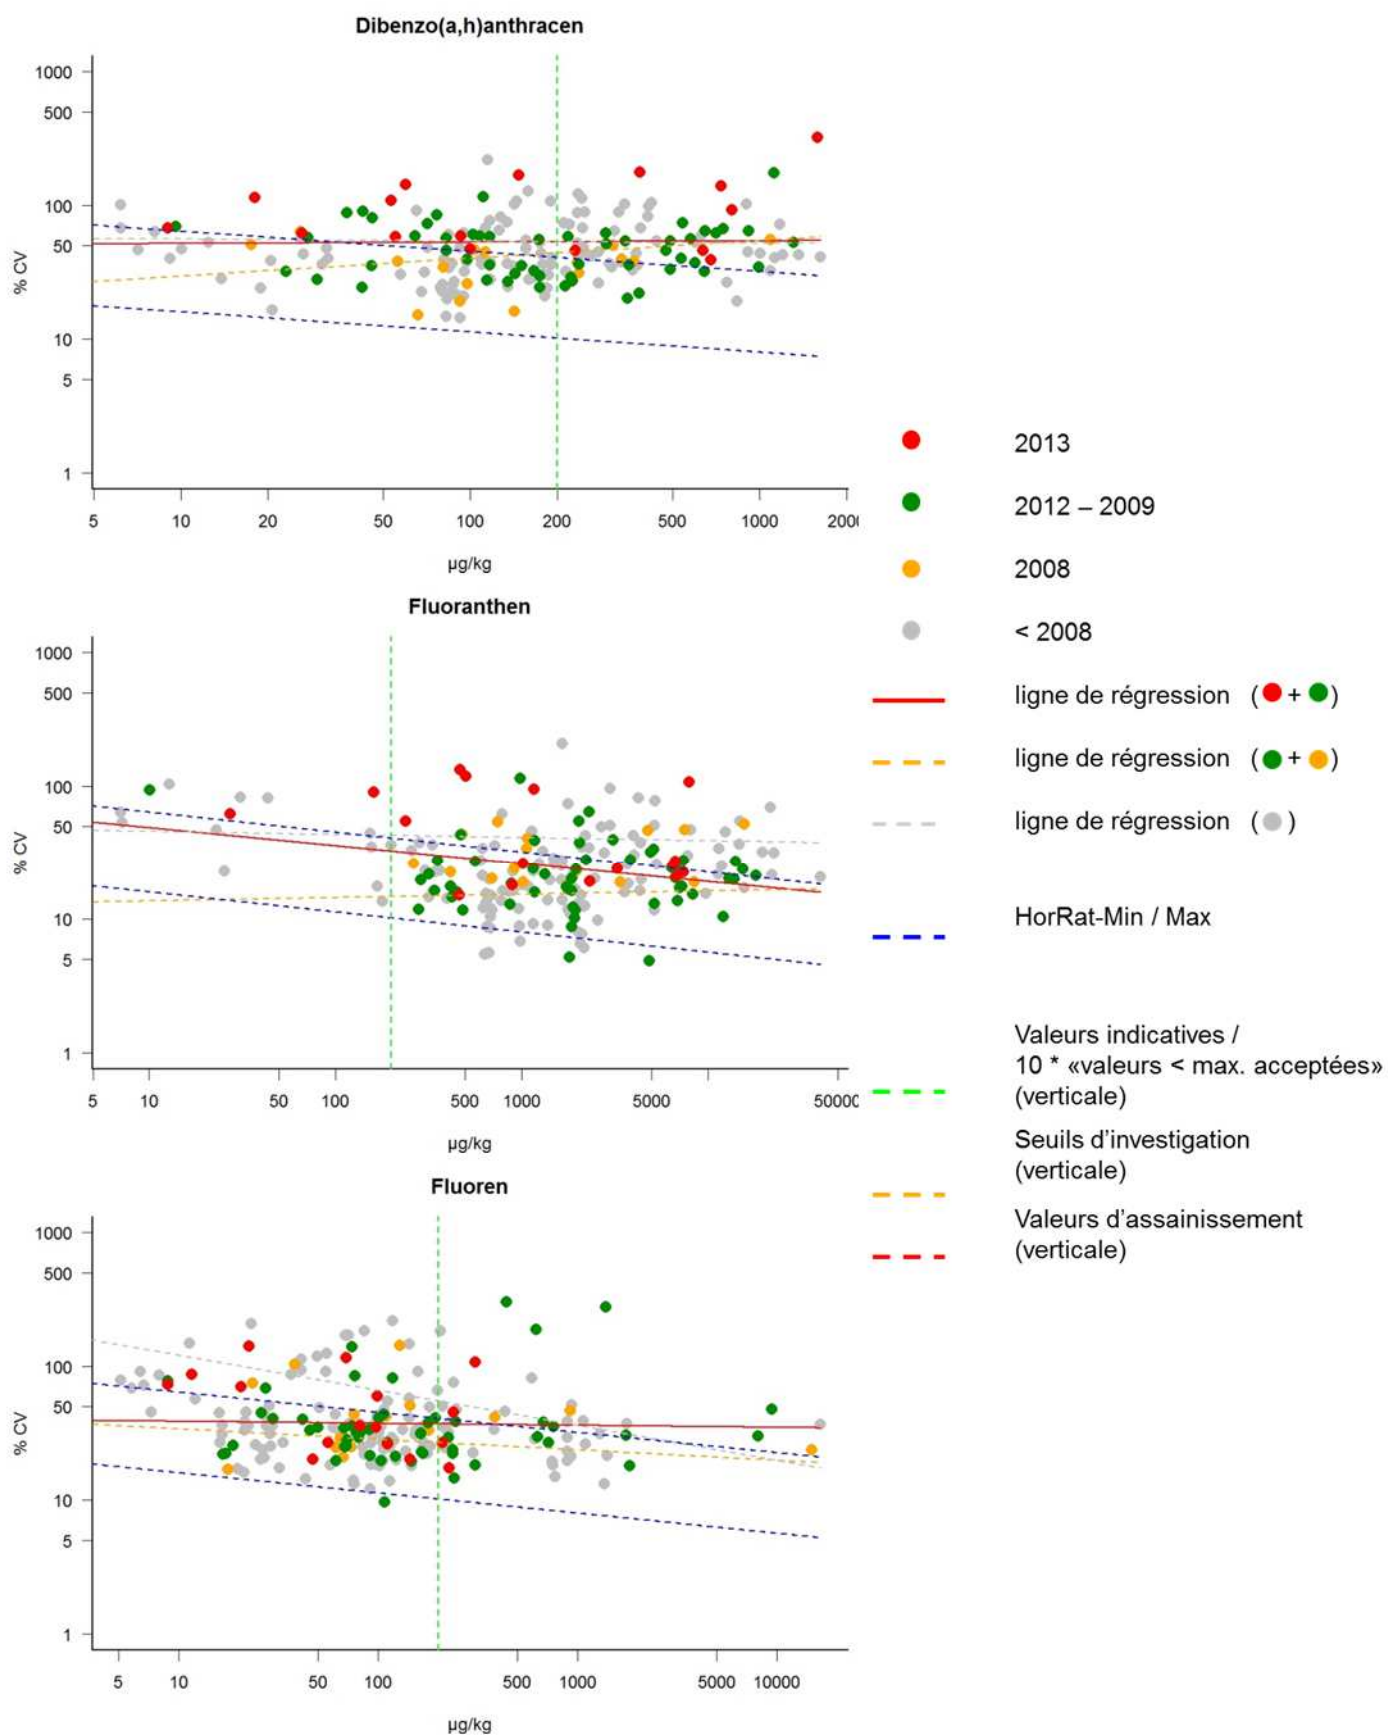 Dibenzo(a,h)anthracen
1000
500
100
50
10
5
1
% CV
5 10 20 50 100 200 500 1000 2000
µg/kg
Fluoranthen
1000
500
100
50
10
5
1
% CV
5 10 50 100 500 1000 5000 50000
µg/kg
Fluoren
1000
500
100
50
10
5
1
% CV
5 10 50 100 500 1000 5000 10000
µg/kg
2013
2012 – 2009
2008
< 2008
ligne de régression ( + )
ligne de régression ( + )
ligne de régression ( )
HorRat-Min / Max
Valeurs indicatives /
10 * «valeurs < max. acceptées»
(verticale)
Seuils d’investigation
(verticale)
Valeurs d’assainissement
(verticale)